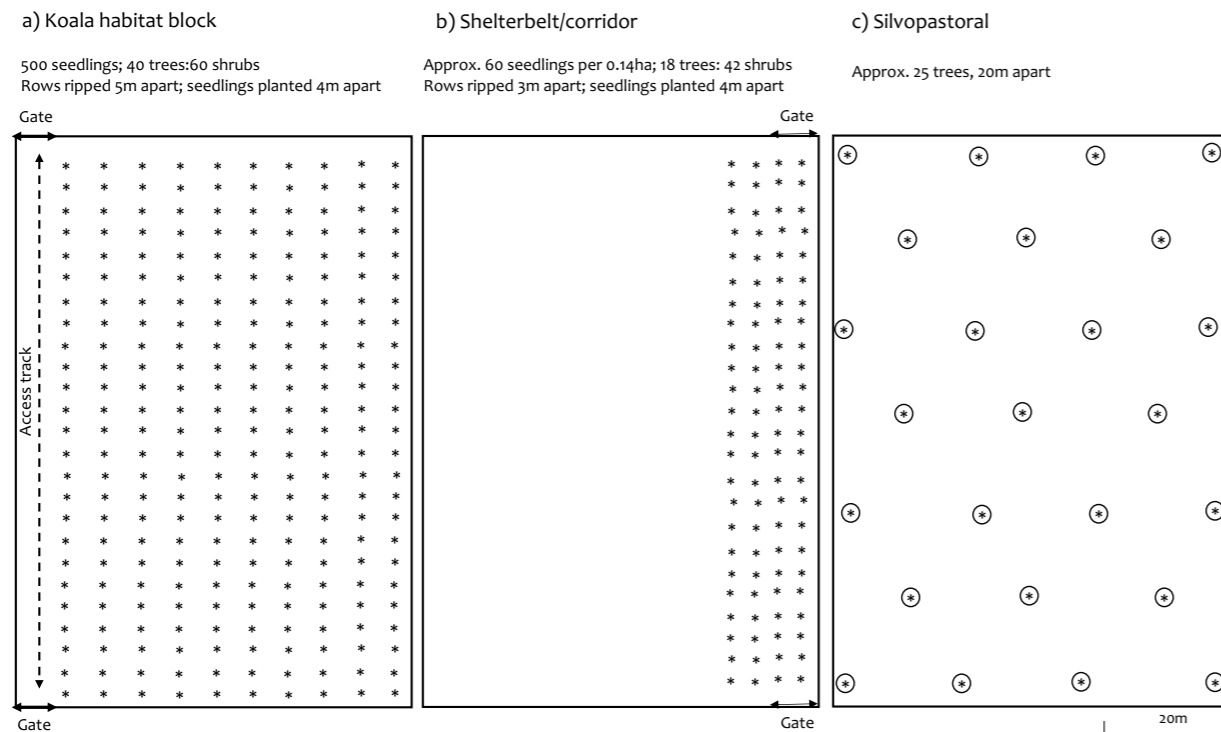 a) Koala habitat block
500 seedlings; 40 trees:60 shrubs
Rows ripped 5m apart; seedlings planted 4m apart
Gate
Access track
Gate
b) Shelterbelt/corridor
Approx. 60 seedlings per 0.14ha; 18 trees: 42 shrubs
Rows ripped 3m apart; seedlings planted 4m apart
Gate
Gate
c) Silvopastoral
Approx. 25 trees, 20m apart
20m